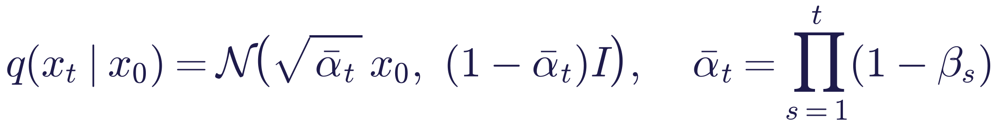 q(x_t | x_0) = 𝒩(√ᾱ_t x_0, (1 − ᾱ_t)I), ᾱ_t = ∏_{s=1}^{t} (1 − β_s)